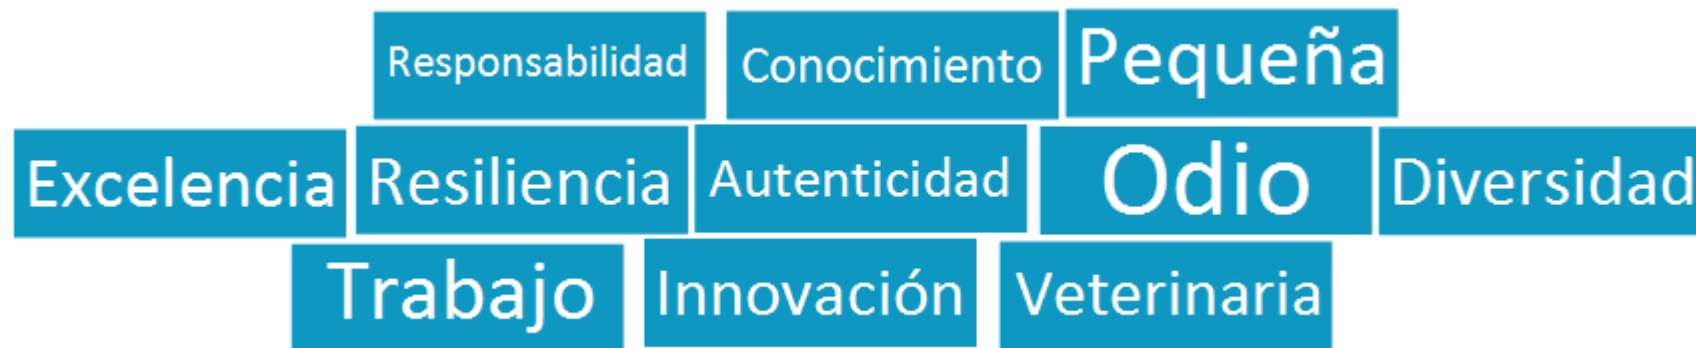 Responsabilidad Conocimiento Pequeña
Excelencia Resiliencia Autenticidad Odio Diversidad
Trabajo Innovación Veterinaria